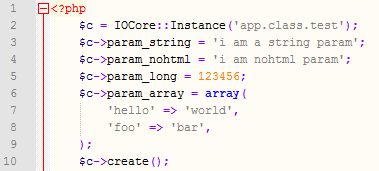 1 <?php
2 $c = IOCore::Instance('app.class.test');
3 $c->param_string = 'i am a string param';
4 $c->param_nohtml = 'i am nohtml param';
5 $c->param_long = 123456;
6 $c->param_array = array(
7 'hello' => 'world',
8 'foo' => 'bar',
9 );
10 $c->create();